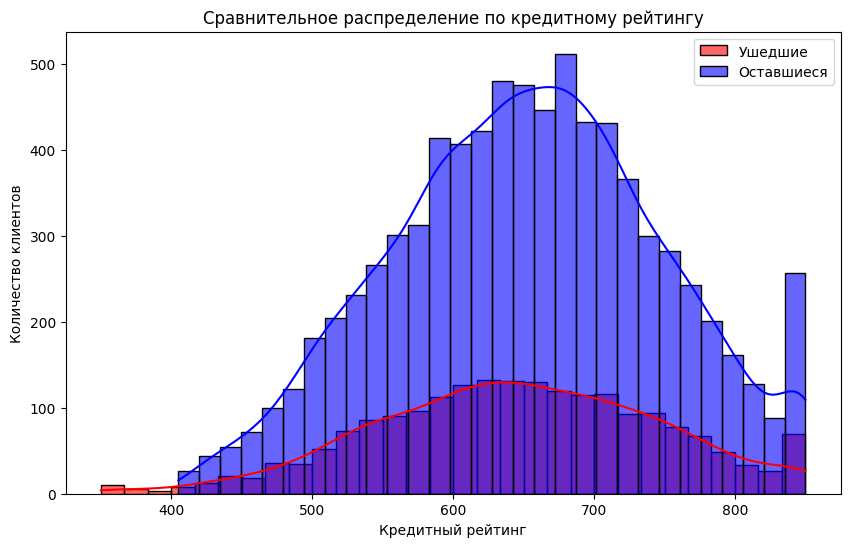 Сравнительное распределение по кредитному рейтингу
Ушедшие
Оставшиеся
Количество клиентов
500
400
300
200
100
0
400 500 600 700 800
Кредитный рейтинг